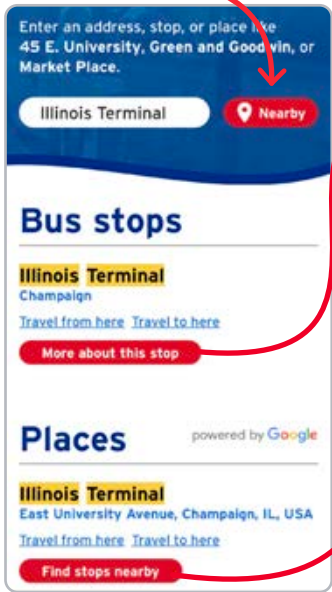 Enter an address, stop, or place like
45 E. University, Green and Goodwin, or
Market Place.
Illinois Terminal
Nearby
Bus stops
Illinois Terminal
Champaign
Travel from here Travel to here
More about this stop
Places powered by Google
Illinois Terminal
East University Avenue, Champaign, IL, USA
Travel from here Travel to here
Find stops nearby